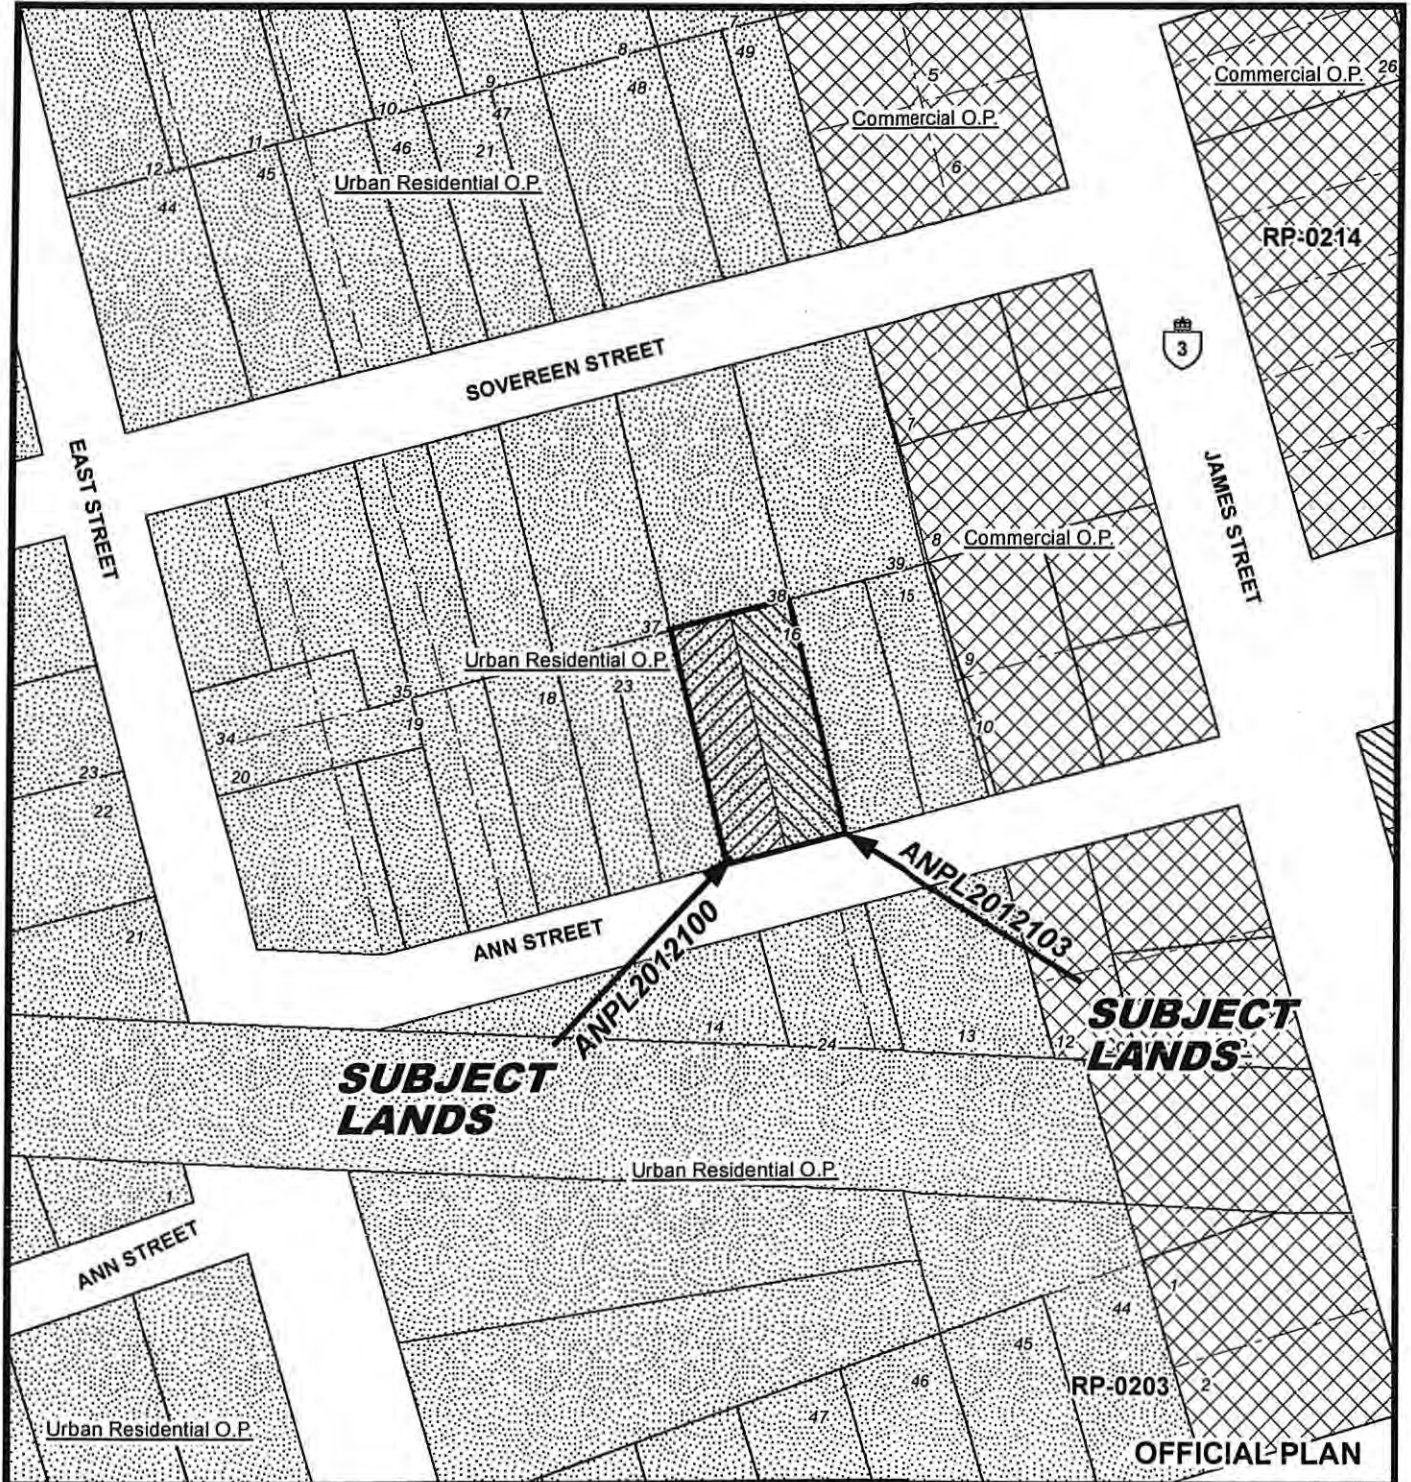 7
8
49
9
48
10
47
11
46
21
12
45
44
Urban Residential O.P.
5
Commercial O.P.
6
Commercial O.P.
26
RP-0214
SOVEREEN STREET
3
EAST STREET
JAMES STREET
7
8
Commercial O.P.
39
15
38
16
37
Urban Residential O.P.
9
10
23
18
35
19
34
20
23
22
21
ANN STREET
ANPL2012100
ANPL2012103
SUBJECT
LANDS
SUBJECT
LANDS
14
24
13
12
Urban Residential O.P.
1
ANN STREET
1
44
45
46
47
RP-0203
2
Urban Residential O.P.
OFFICIAL PLAN